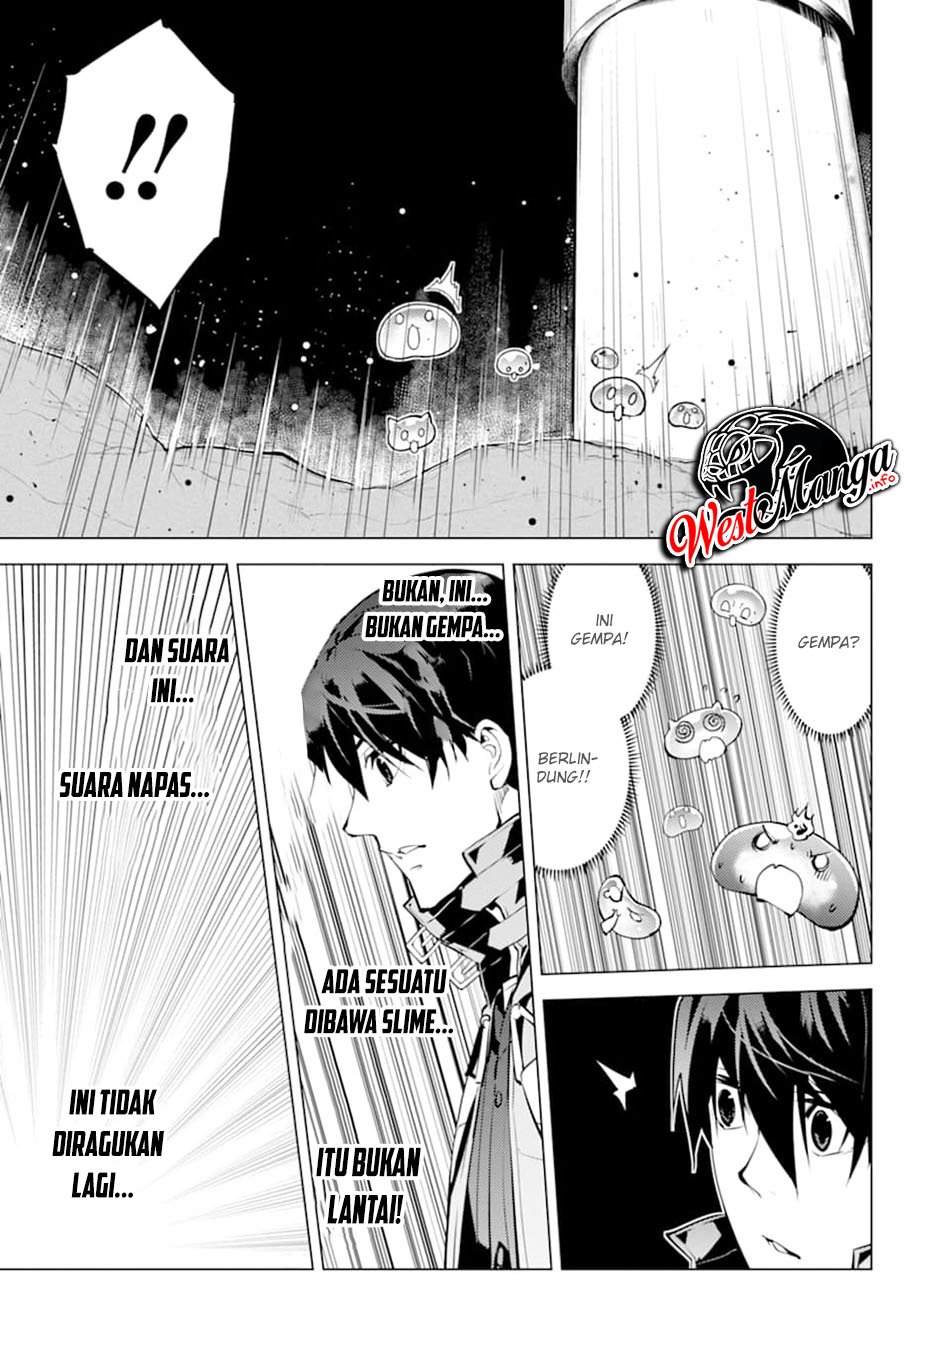 !!
WestManga
.info
GEMPA?
INI
GEMPA!
BERLIN-
DUNG!!
BUKAN, INI...
BUKAN GEMPA...
ADA SESUATU
DIBAWA SLIME...
ITU BUKAN
LANTAI!
DAN SUARA
INI...
SUARA NAPAS...
INI TIDAK
DIRAGUKAN
LAGI...